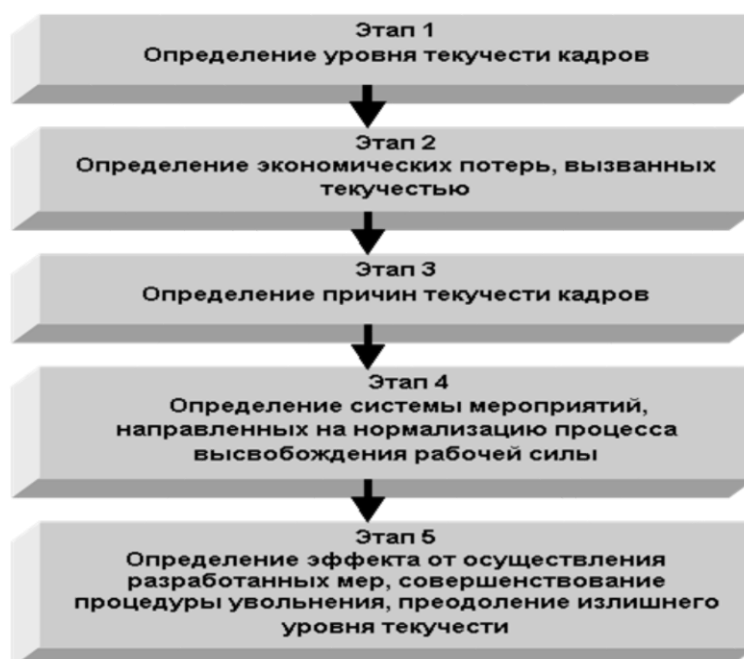 Этап 1
Определение уровня текучести кадров
Этап 2
Определение экономических потерь, вызванных
текучестью
Этап 3
Определение причин текучести кадров
Этап 4
Определение системы мероприятий,
направленных на нормализацию процесса
высвобождения рабочей силы
Этап 5
Определение эффекта от осуществления
разработанных мер, совершенствование
процедуры увольнения, преодоление излишнего
уровня текучести